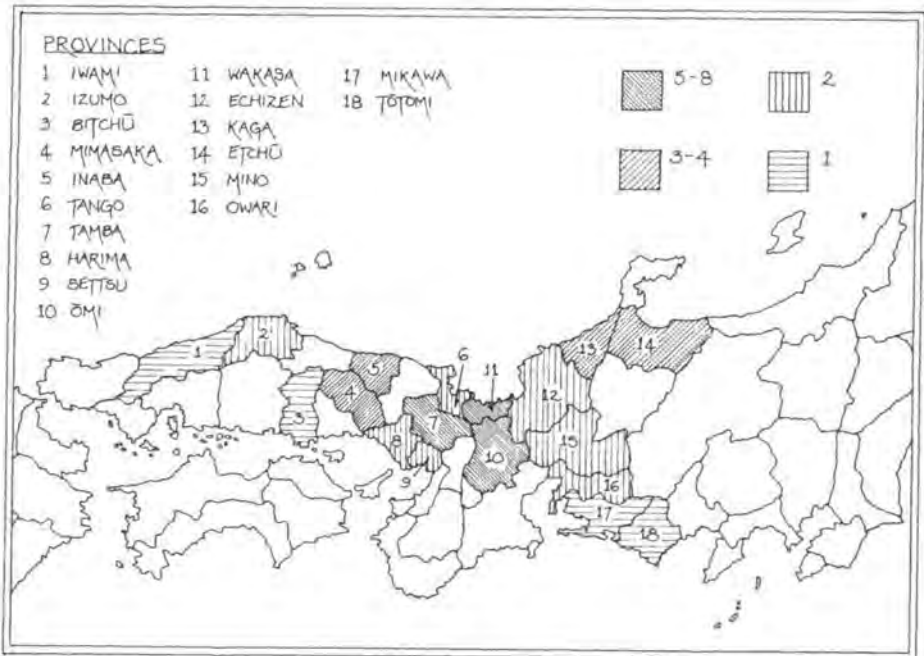 PROVINCES
1 IWAMI
2 IZUMO
3 BITCHŪ
4 MIMASAKA
5 INABA
6 TANGO
7 TAMBA
8 HARIMA
9 SETTSU
10 ŌMI
11 WAKASA
12 ECHIZEN
13 KAGA
14 ETCHŪ
15 MINO
16 OWARI
17 MIKAWA
18 TŌTŌMI
5-8
2
3-4
1
1
2
3
4
5
6
7
8
9
10
11
12
13
14
15
16
17
18